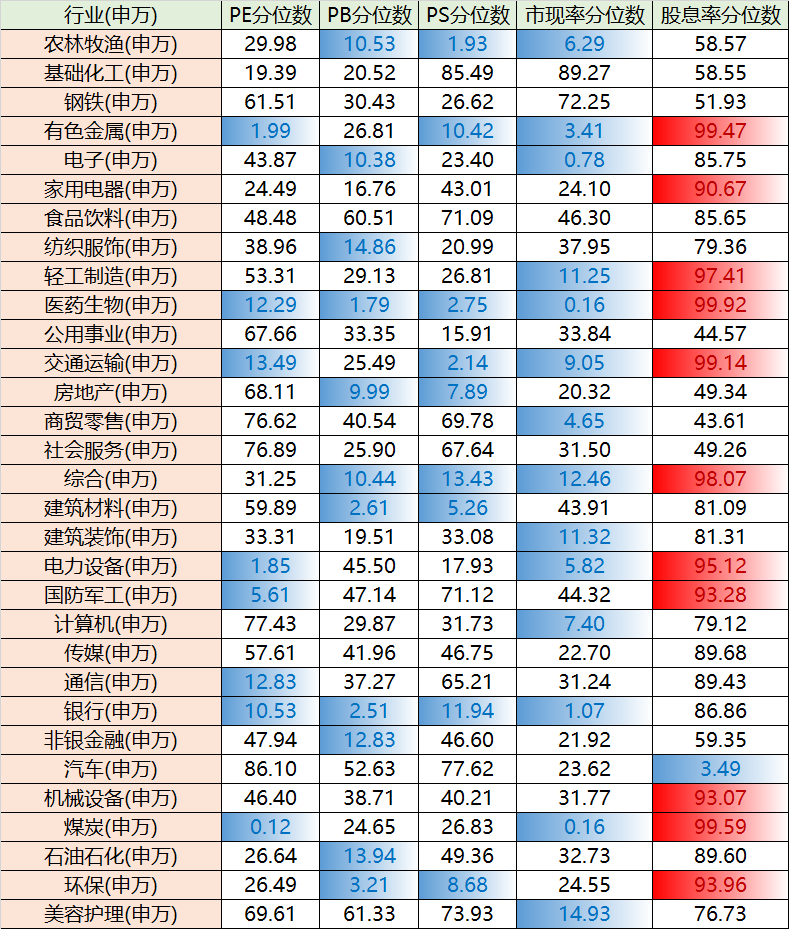 行业(申万) PE分位数 PB分位数 PS分位数 市现率分位数 股息率分位数
农林牧渔(申万) 29.98 10.53 1.93 6.29 58.57
基础化工(申万) 19.39 20.52 85.49 89.27 58.55
钢铁(申万) 61.51 30.43 26.62 72.25 51.93
有色金属(申万) 1.99 26.81 10.42 3.41 99.47
电子(申万) 43.87 10.38 23.40 0.78 85.75
家用电器(申万) 24.49 16.76 43.01 24.10 90.67
食品饮料(申万) 48.48 60.51 71.09 46.30 85.65
纺织服饰(申万) 38.96 14.86 20.99 37.95 79.36
轻工制造(申万) 53.31 29.13 26.81 11.25 97.41
医药生物(申万) 12.29 1.79 2.75 0.16 99.92
公用事业(申万) 67.66 33.35 15.91 33.84 44.57
交通运输(申万) 13.49 25.49 2.14 9.05 99.14
房地产(申万) 68.11 9.99 7.89 20.32 49.34
商贸零售(申万) 76.62 40.54 69.78 4.65 43.61
社会服务(申万) 76.89 25.90 67.64 31.50 49.26
综合(申万) 31.25 10.44 13.43 12.46 98.07
建筑材料(申万) 59.89 2.61 5.26 43.91 81.09
建筑装饰(申万) 33.31 19.51 33.08 11.32 81.31
电力设备(申万) 1.85 45.50 17.93 5.82 95.12
国防军工(申万) 5.61 47.14 71.12 44.32 93.28
计算机(申万) 77.43 29.87 31.73 7.40 79.12
传媒(申万) 57.61 41.96 46.75 22.70 89.68
通信(申万) 12.83 37.27 65.21 31.24 89.43
银行(申万) 10.53 2.51 11.94 1.07 86.86
非银金融(申万) 47.94 12.83 46.60 21.92 59.35
汽车(申万) 86.10 52.63 77.62 23.62 3.49
机械设备(申万) 46.40 38.71 40.21 31.77 93.07
煤炭(申万) 0.12 24.65 26.83 0.16 99.59
石油石化(申万) 26.64 13.94 49.36 32.73 89.60
环保(申万) 26.49 3.21 8.68 24.55 93.96
美容护理(申万) 69.61 61.33 73.93 14.93 76.73